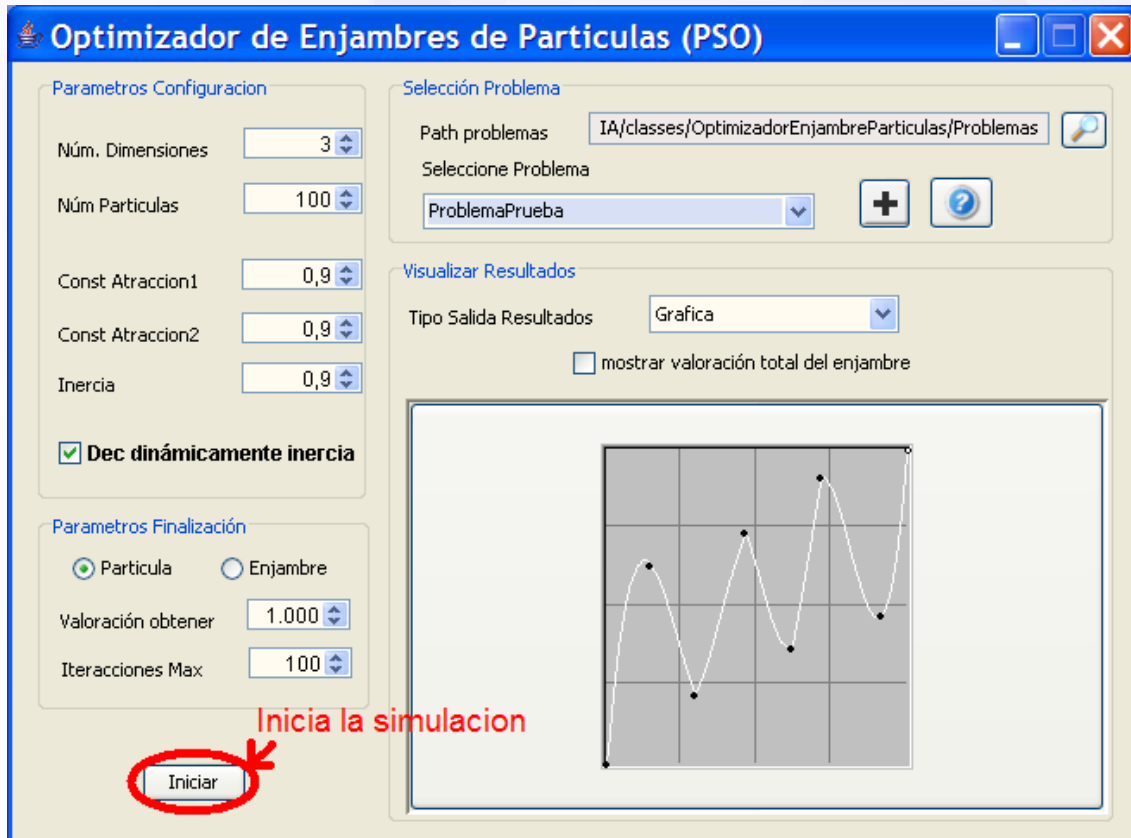 Optimizador de Enjambres de Particulas (PSO)
Parametros Configuracion
Núm. Dimensiones 3
Núm Particulas 100
Const Atraccion1 0,9
Const Atraccion2 0,9
Inercia 0,9
Dec dinámicamente inercia
Parametros Finalización
Particula Enjambre
Valoración obtener 1.000
Iteracciones Max 100
Inicia la simulacion
Iniciar
Selección Problema
Path problemas IA/classes/OptimizadorEnjambreParticulas/Problemas
Seleccione Problema
ProblemaPrueba
Visualizar Resultados
Tipo Salida Resultados Grafica
mostrar valoración total del enjambre